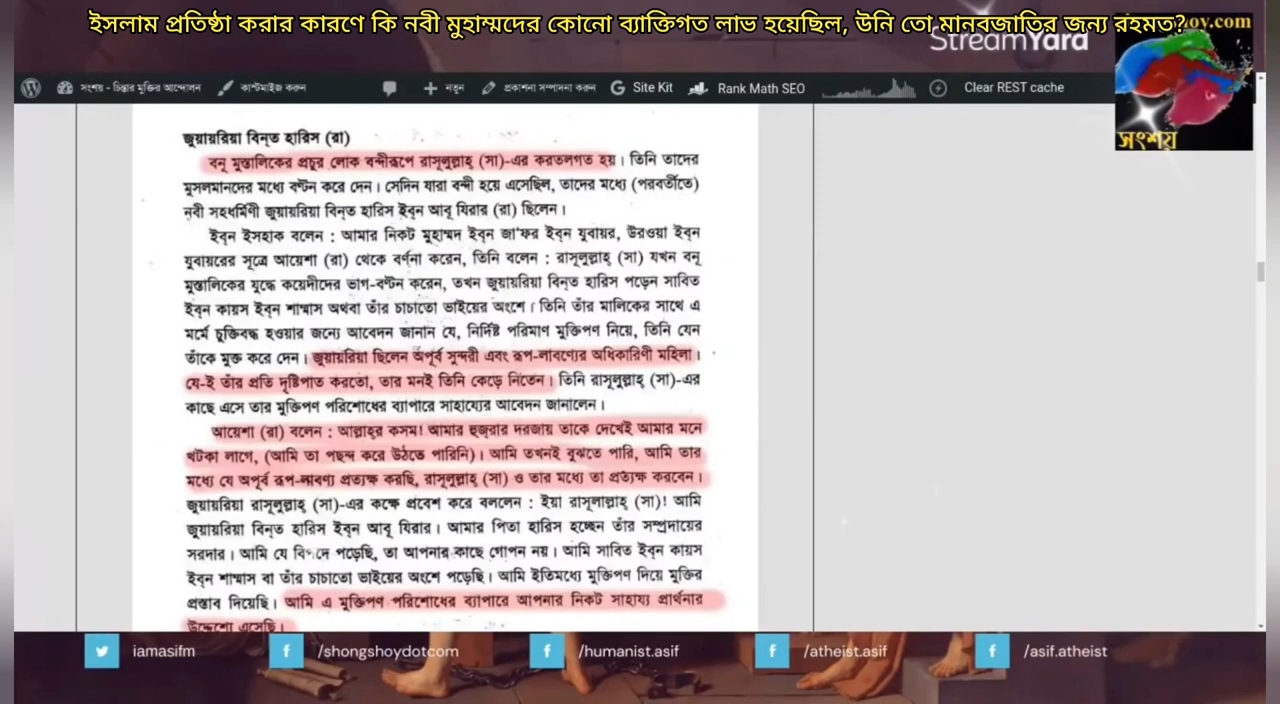 ইসলাম প্রতিষ্ঠা করার কারণে কি নবী মুহাম্মদের কোনো ব্যাক্তিগত লাভ হয়েছিল, উনি তো মানবজাতির জন্য রহমত?
StreamYard
oy.com
সংশয় - চিন্তার মুক্তির আন্দোলন কাস্টমাইজ করুন নতুন প্রকাশনা সম্পাদনা করুন Site Kit Rank Math SEO Clear REST cache
সংশয়
জুয়ায়রিয়া বিন্‌ত হারিস (রা)
বনূ মুস্তালিকের প্রচুর লোক বন্দীরূপে রাসূলুল্লাহ্ (সা)-এর করতলগত হয়। তিনি তাদের
মুসলমানদের মধ্যে বণ্টন করে দেন। সেদিন যারা বন্দী হয়ে এসেছিল, তাদের মধ্যে (পরবর্তীতে)
নবী সহধর্মিণী জুয়ায়রিয়া বিন্‌ত হারিস ইব্‌ন আবূ যিরার (রা) ছিলেন।
ইব্‌ন ইসহাক বলেন : আমার নিকট মুহাম্মদ ইব্‌ন জা'ফর ইব্‌ন যুবায়র, উরওয়া ইব্‌ন
যুবায়রের সূত্রে আয়েশা (রা) থেকে বর্ণনা করেন, তিনি বলেন : রাসূলুল্লাহ্ (সা) যখন বনূ
মুস্তালিকের যুদ্ধে কয়েদীদের ভাগ-বণ্টন করেন, তখন জুয়ায়রিয়া বিন্‌ত হারিস পড়েন সাবিত
ইব্‌ন কায়স ইব্‌ন শাম্মাস অথবা তাঁর চাচাতো ভাইয়ের অংশে। তিনি তাঁর মালিকের সাথে এ
মর্মে চুক্তিবদ্ধ হওয়ার জন্যে আবেদন জানান যে, নির্দিষ্ট পরিমাণ মুক্তিপণ নিয়ে, তিনি যেন
তাঁকে মুক্ত করে দেন। জুয়ায়রিয়া ছিলেন অপূর্ব সুন্দরী এবং রূপ-লাবণ্যের অধিকারিণী মহিলা।
যে-ই তাঁর প্রতি দৃষ্টিপাত করতো, তার মনই তিনি কেড়ে নিতেন। তিনি রাসূলুল্লাহ্ (সা)-এর
কাছে এসে তার মুক্তিপণ পরিশোধের ব্যাপারে সাহায্যের আবেদন জানালেন।
আয়েশা (রা) বলেন : আল্লাহ্‌র কসম! আমার হুজরার দরজায় তাকে দেখেই আমার মনে
খটকা লাগে, (আমি তা পছন্দ করে উঠতে পারিনি)। আমি তখনই বুঝতে পারি, আমি তার
মধ্যে যে অপূর্ব রূপ-লাবণ্য প্রত্যক্ষ করছি, রাসূলুল্লাহ্ (সা) ও তার মধ্যে তা প্রত্যক্ষ করবেন।
জুয়ায়রিয়া রাসূলুল্লাহ্ (সা)-এর কক্ষে প্রবেশ করে বললেন : ইয়া রাসূলাল্লাহ্ (সা)! আমি
জুয়ায়রিয়া বিন্‌ত হারিস ইব্‌ন আবূ যিরার। আমার পিতা হারিস হচ্ছেন তাঁর সম্প্রদায়ের
সরদার। আমি যে বিপদে পড়েছি, তা আপনার কাছে গোপন নয়। আমি সাবিত ইব্‌ন কায়স
ইব্‌ন শাম্মাস বা তাঁর চাচাতো ভাইয়ের অংশে পড়েছি। আমি ইতিমধ্যে মুক্তিপণ দিয়ে মুক্তির
প্রস্তাব দিয়েছি। আমি এ মুক্তিপণ পরিশোধের ব্যাপারে আপনার নিকট সাহায্য প্রার্থনার
উদ্দেশ্যে এসেছি।
iamasifm /shongshoydotcom /humanist.asif /atheist.asif /asif.atheist